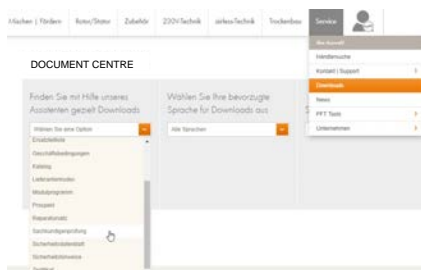 Mischen | Fördern Rotor/Stator Zubehör 230V-Technik airless-Technik Trockenbau Service
Händlersuche
Kontakt | Support
Downloads
News
PFT Tools
Unternehmen
DOCUMENT CENTRE
Finden Sie mit Hilfe unseres
Assistenten gezielt Downloads
Wählen Sie eine Option
Ersatzteilliste
Geschäftsbedingungen
Katalog
Lieferantenmuster
Modulprogramm
Prospekt
Reparatursatz
Sachkundigenprüfung
Sicherheitsdatenblatt
Sicherheitshinweise
Wählen Sie Ihre bevorzugte
Sprache für Downloads aus
Alle Sprachen